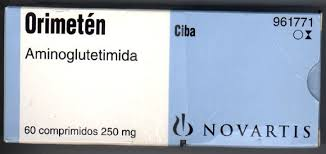 Orimetén
Ciba
961771
Aminoglutetimida
60 comprimidos 250 mg
NOVARTIS